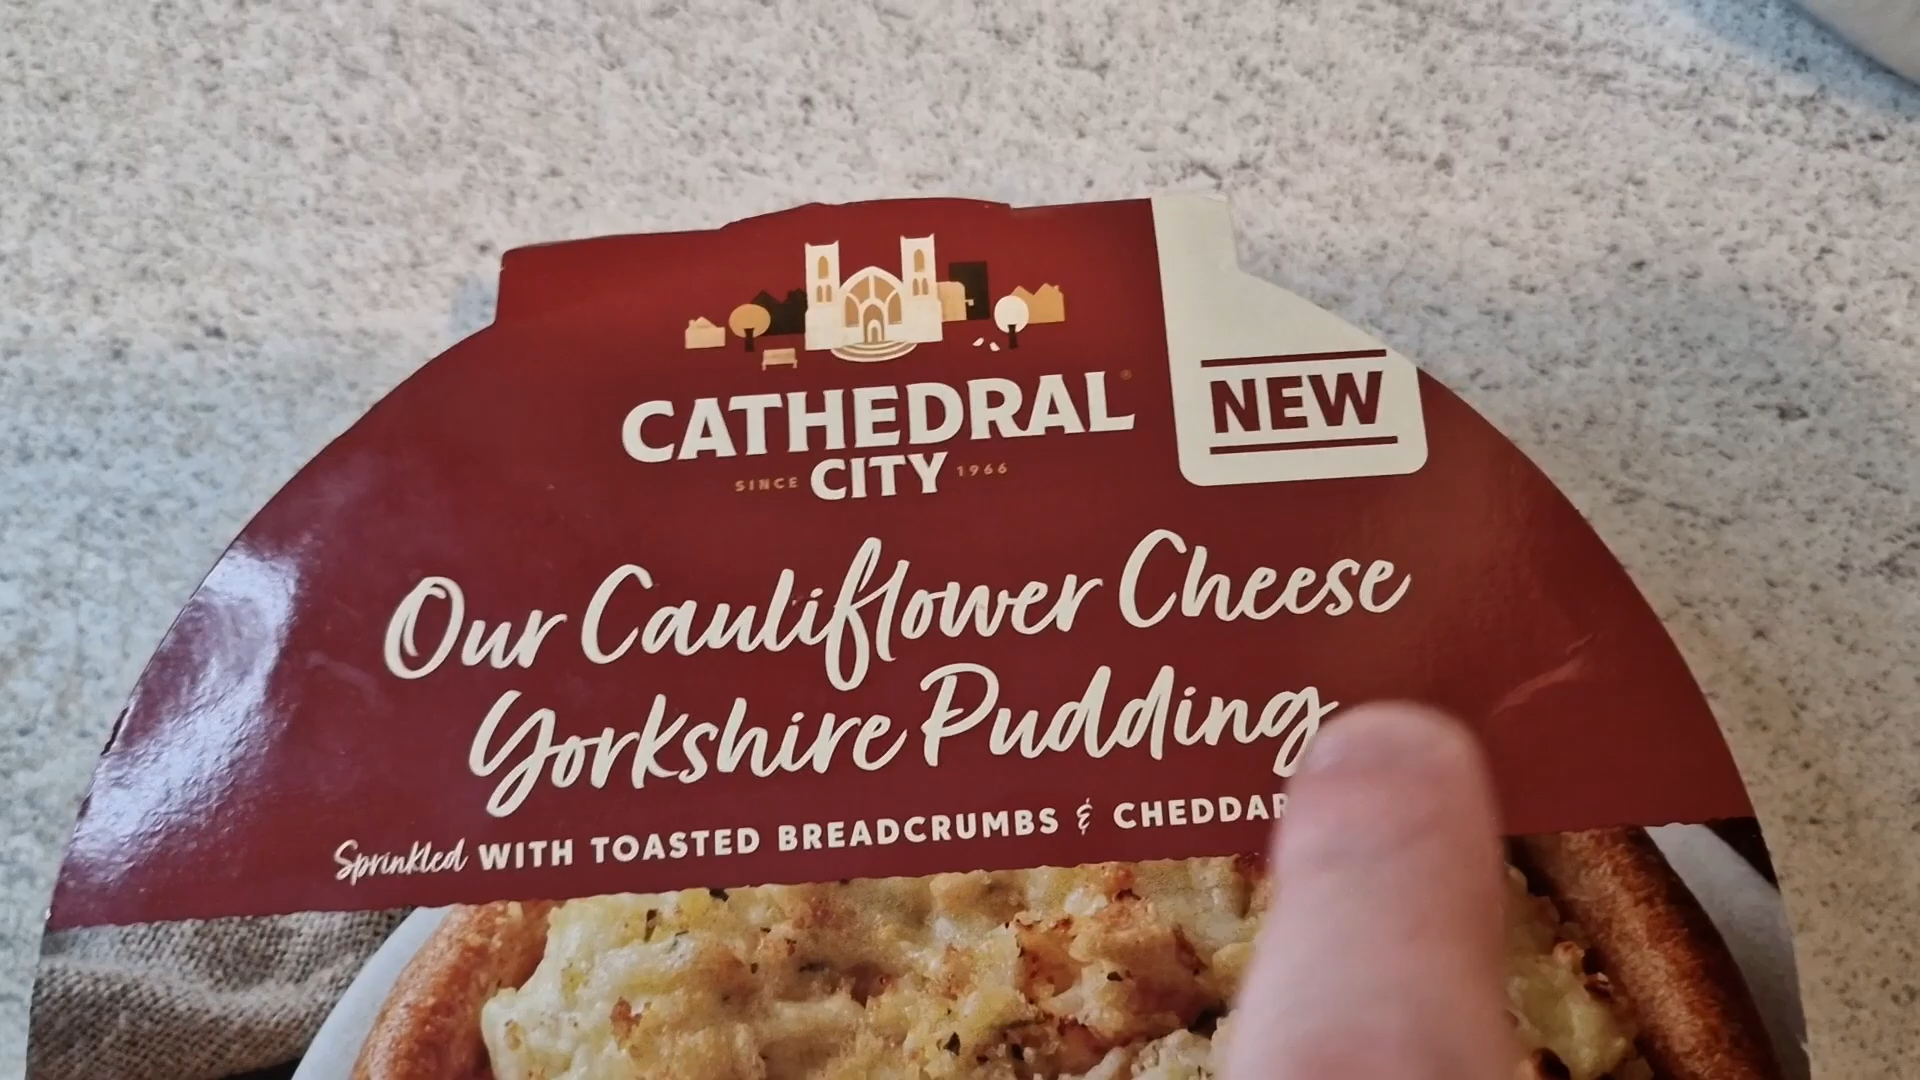 CATHEDRAL®
SINCE CITY 1966
NEW
Our Cauliflower Cheese
Yorkshire Pudding
Sprinkled WITH TOASTED BREADCRUMBS & CHEDDAR